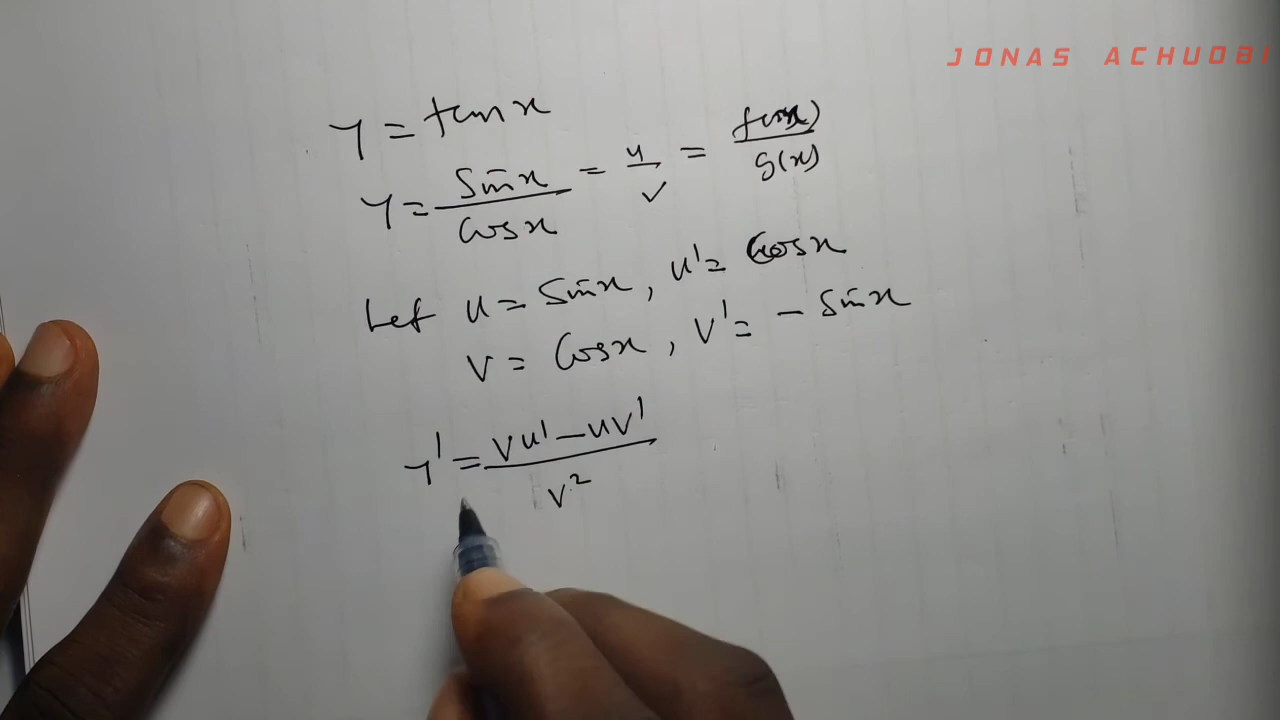 JONAS ACHUOBI
y = tan x
y = sin x / cos x = u / v = f(x) / g(x)
Let u = sin x, u' = cos x
v = cos x, v' = - sin x
y' = vu' - uv' / v²